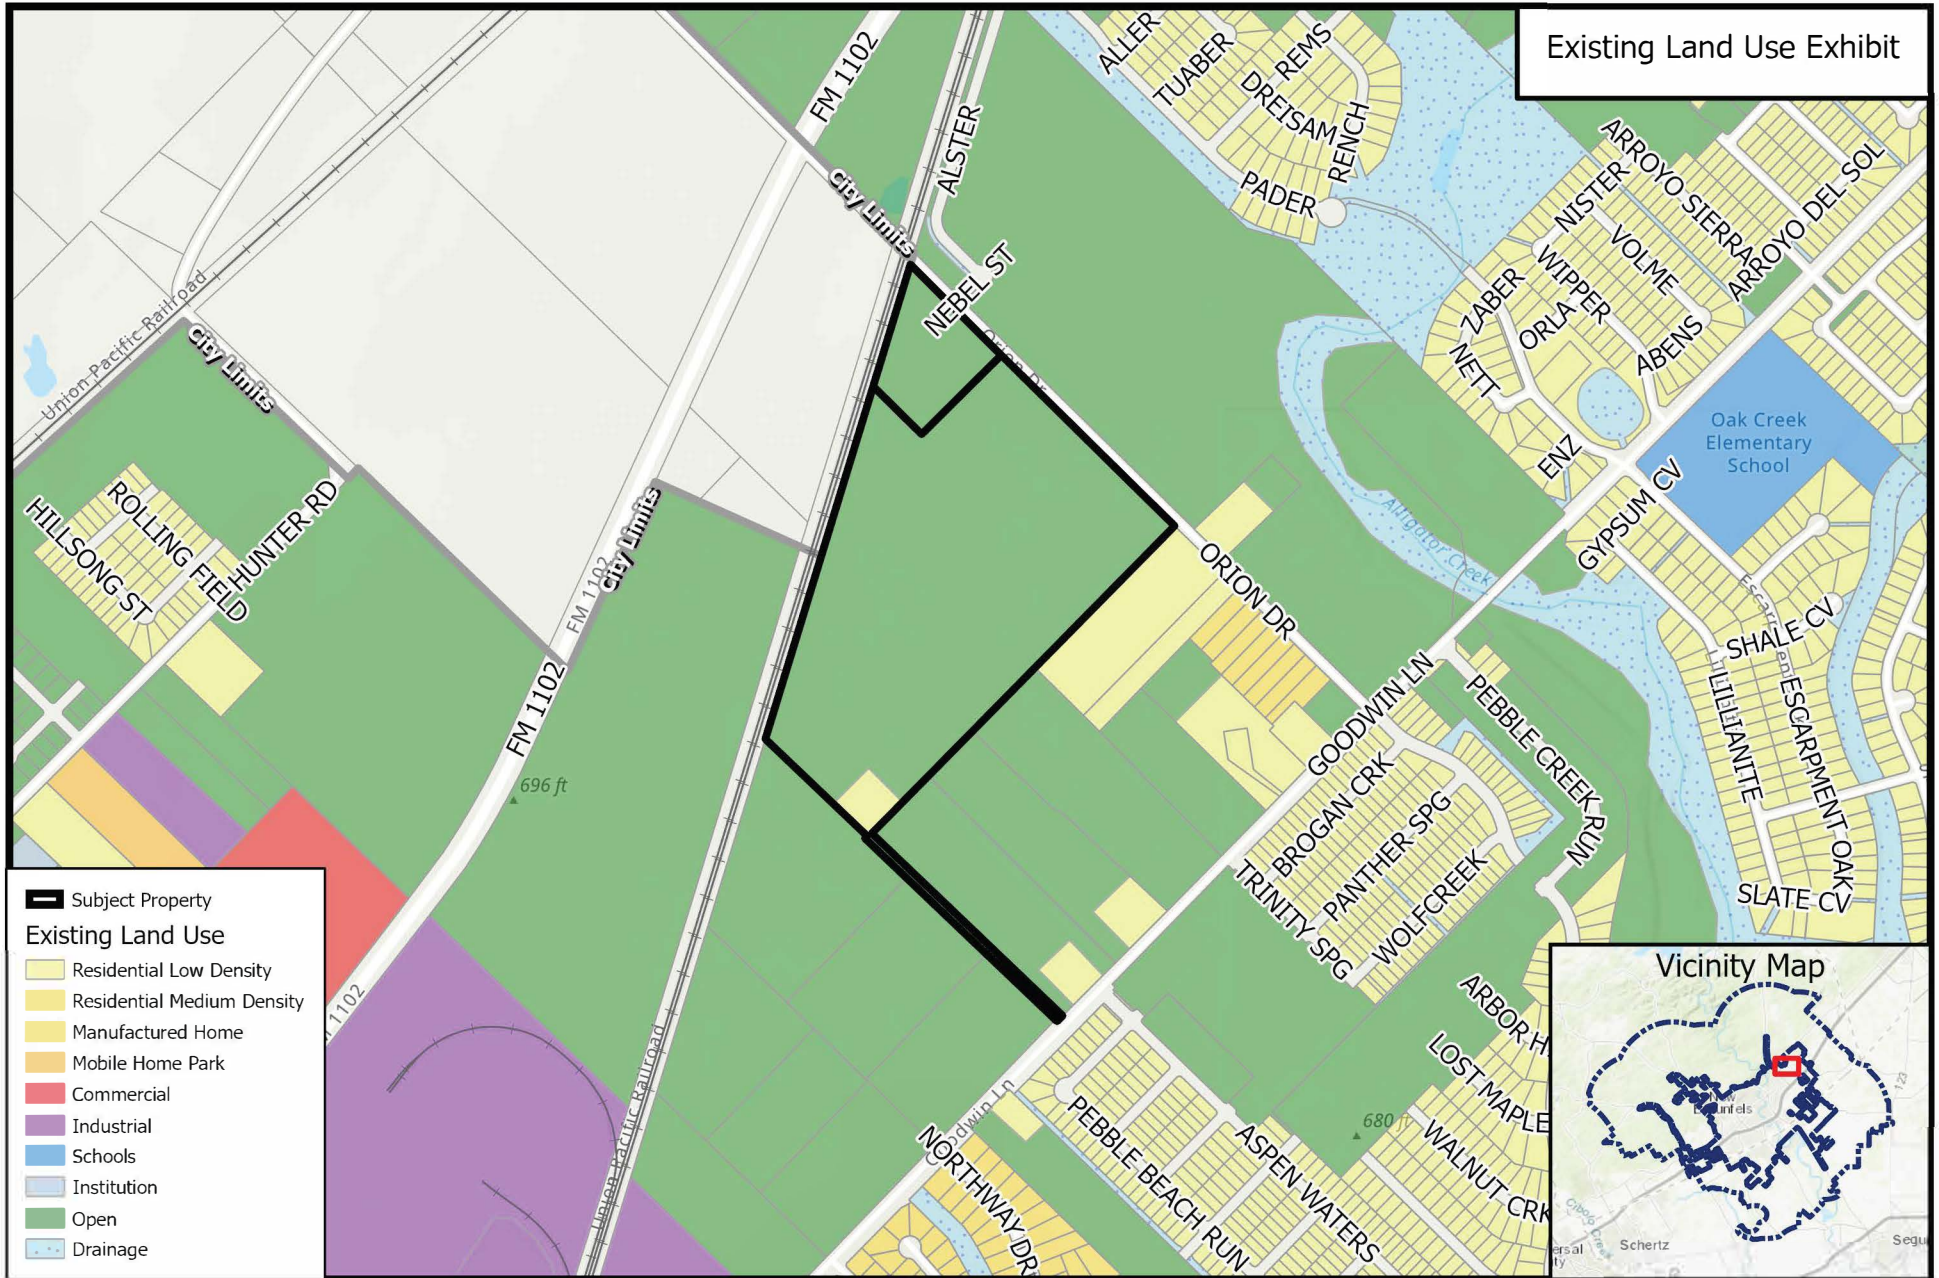 Existing Land Use Exhibit
FM 1102
ALSTER
ALLER
TUABER
REMS
DREISAM
RENCH
PADER
City Limits
NEBEL ST
Orion Dr
ARROYO SIERRA
ARROYO DEL SOL
NISTER
VOLME
WIPPER
ZABER
ORLA
ABENS
NETT
ENZ
GYPSUM CV
Oak Creek
Elementary
School
Union Pacific Railroad
City Limits
HUNTER RD
ROLLING FIELD
HILLSONG ST
City Limits
FM 1102
FM 1102
696 ft
Alligator Creek
ORION DR
GOODWIN LN
PEBBLE CREEK RUN
BROGAN CRK
PANTHER SPG
WOLFCREEK
TRINITY SPG
SHALE CV
LILLIANITE
ESCARPMENT OAK
SLATE CV
ARBOR H
LOST MAPLE
WALNUT CRK
680 ft
ASPEN WATERS
PEBBLE BEACH RUN
NORTHWAY DR
Union Pacific Railroad
1102
Subject Property
Existing Land Use
Residential Low Density
Residential Medium Density
Manufactured Home
Mobile Home Park
Commercial
Industrial
Schools
Institution
Open
Drainage
Vicinity Map
123
Schertz